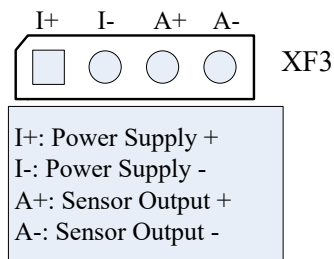 I+ I- A+ A-
XF3
I+: Power Supply +
I-: Power Supply -
A+: Sensor Output +
A-: Sensor Output -